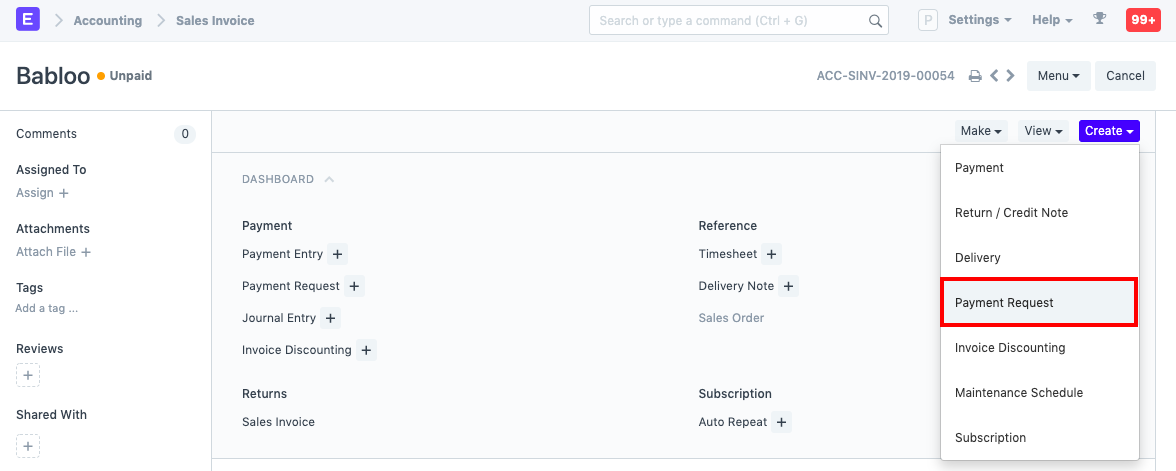 E Accounting Sales Invoice Search or type a command (Ctrl + G) P Settings Help 99+
Babloo Unpaid ACC-SINV-2019-00054 Menu Cancel
Comments 0
Assigned To
Assign +
Attachments
Attach File +
Tags
Add a tag ...
Reviews
+
Shared With
+
Make View Create
DASHBOARD
Payment
Payment Entry +
Payment Request +
Journal Entry +
Invoice Discounting +
Returns
Sales Invoice
Reference
Timesheet +
Delivery Note +
Sales Order
Subscription
Auto Repeat +
Payment
Return / Credit Note
Delivery
Payment Request
Invoice Discounting
Maintenance Schedule
Subscription